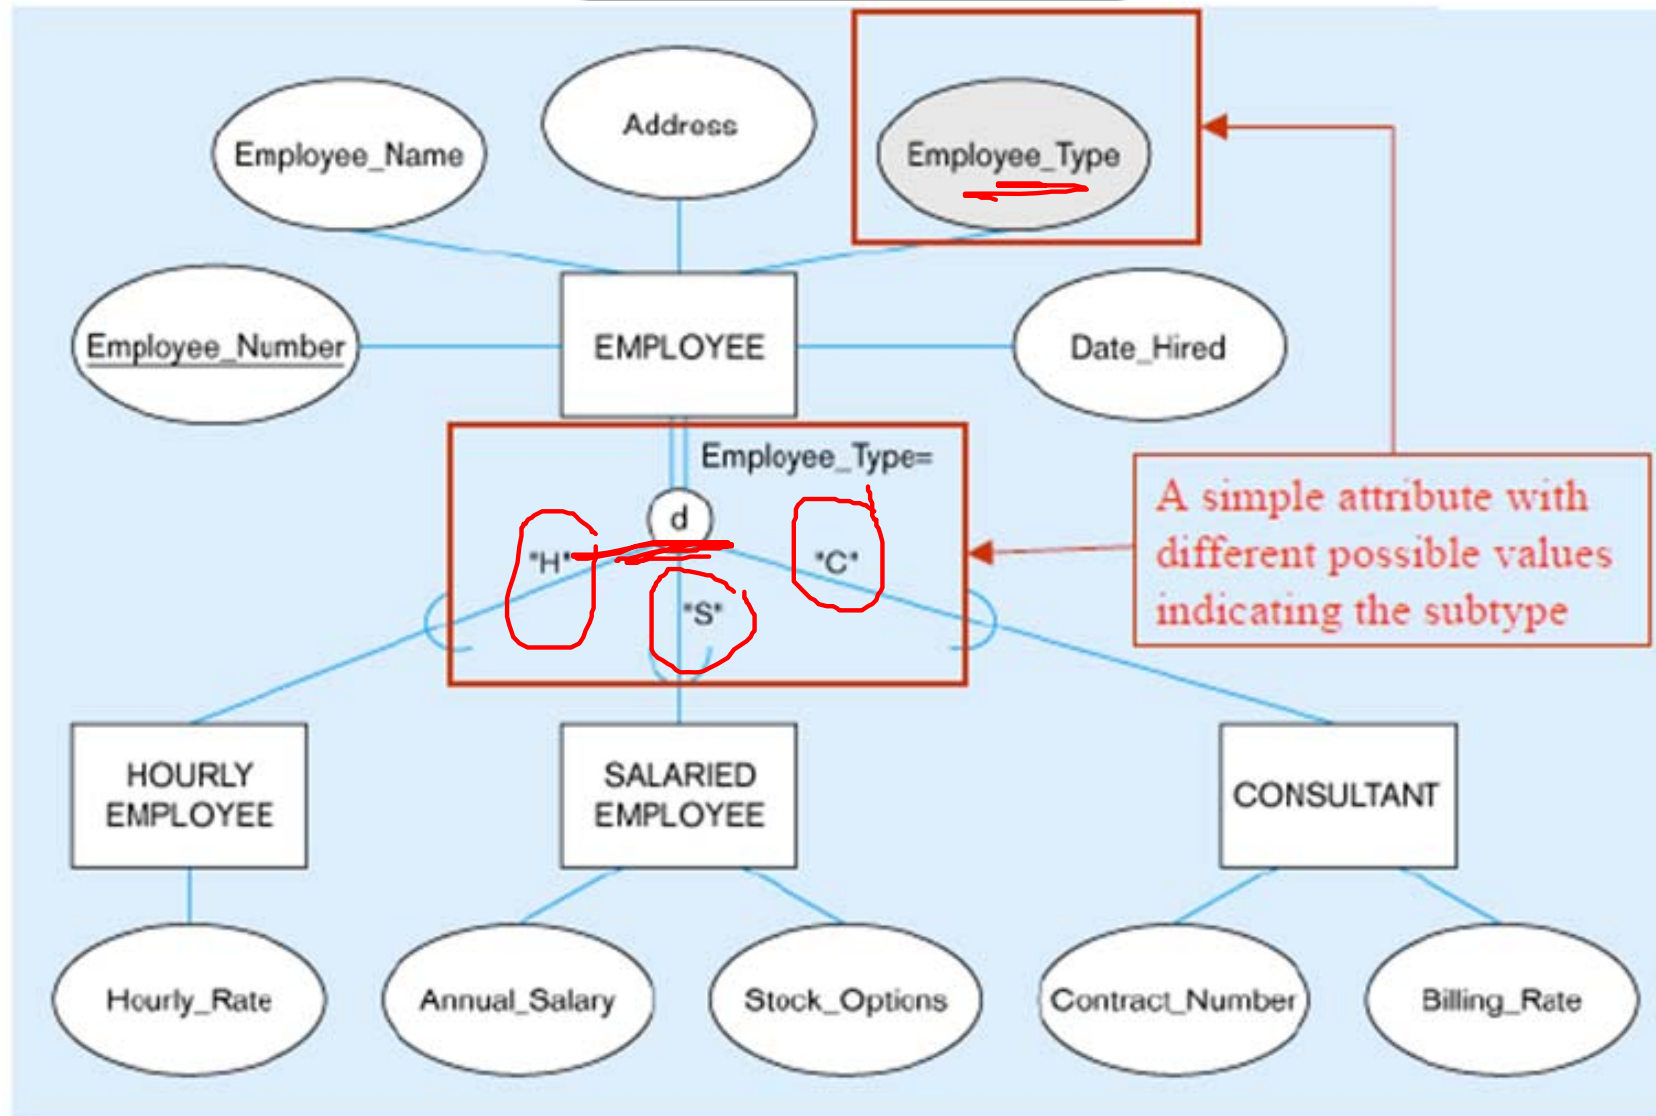 Address
Employee_Name
Employee_Type
Employee_Number
EMPLOYEE
Date_Hired
Employee_Type=
d
"H"
"C"
"S"
A simple attribute with
different possible values
indicating the subtype
HOURLY
EMPLOYEE
SALARIED
EMPLOYEE
CONSULTANT
Hourly_Rate
Annual_Salary
Stock_Options
Contract_Number
Billing_Rate